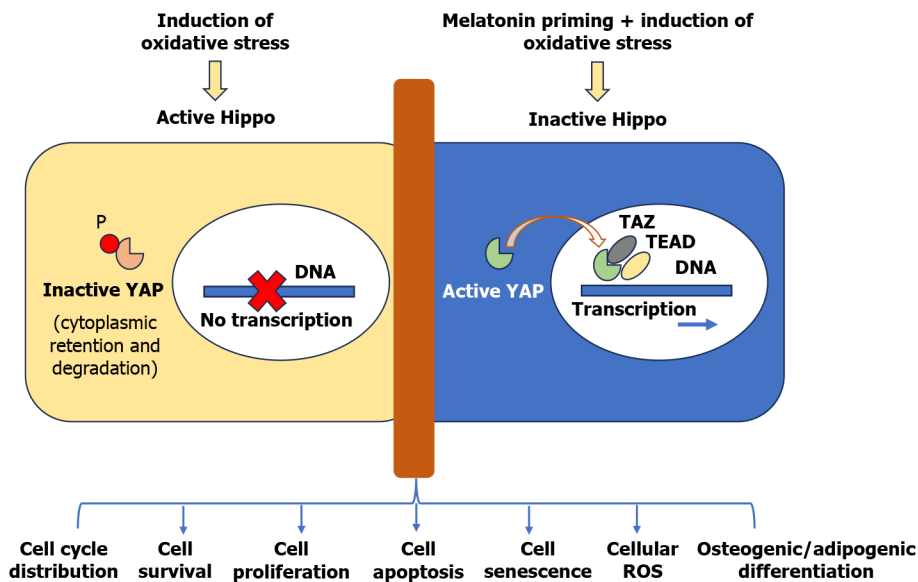 Induction of
oxidative stress
Melatonin priming + induction of
oxidative stress
Active Hippo
Inactive Hippo
P
Inactive YAP
(cytoplasmic
retention and
degradation)
DNA
No transcription
Active YAP
TAZ
TEAD
DNA
Transcription
Cell cycle
distribution
Cell
survival
Cell
proliferation
Cell
apoptosis
Cell
senescence
Cellular
ROS
Osteogenic/adipogenic
differentiation